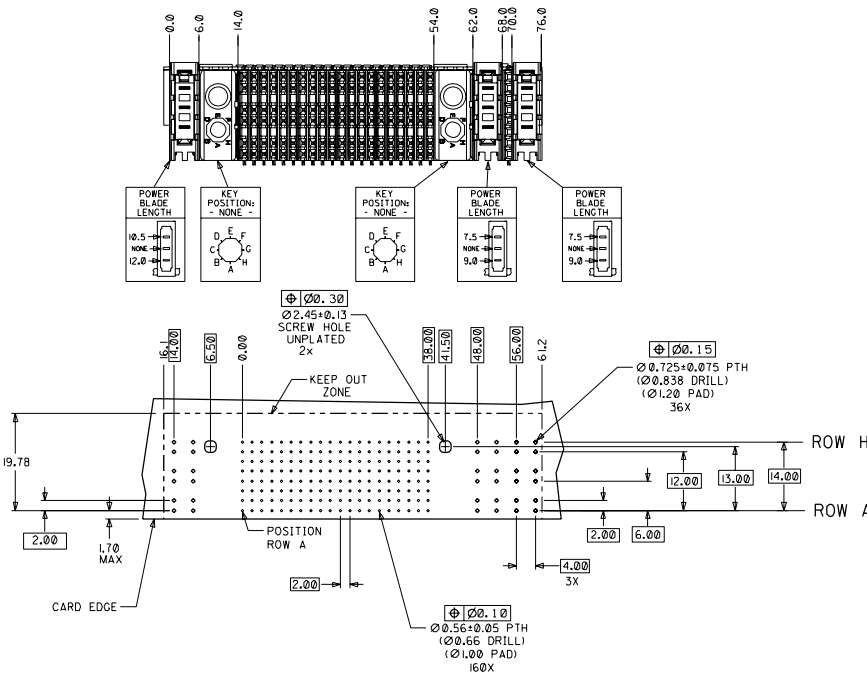 0.0
6.0
14.0
54.0
62.0
68.0
70.0
76.0
POWER
BLADE
LENGTH
10.5
NONE
12.0
KEY
POSITION:
- NONE -
E
D F
C G
B H
A
KEY
POSITION:
- NONE -
E
D F
C G
B H
A
POWER
BLADE
LENGTH
7.5
NONE
9.0
POWER
BLADE
LENGTH
7.5
NONE
9.0
⌖ Ø0.30
Ø2.45±0.13
SCREW HOLE
UNPLATED
2X
16.1
14.00
6.50
0.00
38.00
41.50
48.00
56.00
61.2
⌖ Ø0.15
Ø0.725±0.075 PTH
(Ø0.838 DRILL)
(Ø1.20 PAD)
36X
KEEP OUT
ZONE
19.78
ROW H
12.00
13.00
14.00
ROW A
2.00
1.70
MAX
POSITION
ROW A
2.00
6.00
2.00
4.00
3X
CARD EDGE
⌖ Ø0.10
Ø0.56±0.05 PTH
(Ø0.66 DRILL)
(Ø1.00 PAD)
160X